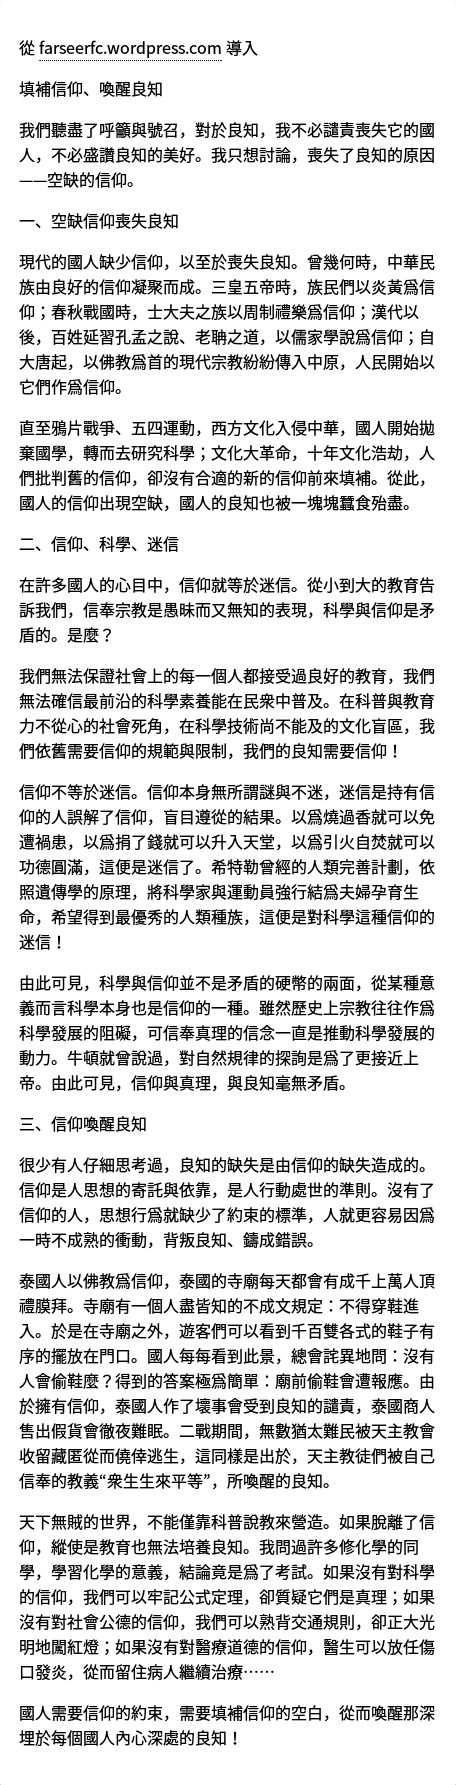 從 farseerfc.wordpress.com 導入
填補信仰、喚醒良知
我們聽盡了呼籲與號召，對於良知，我不必譴責喪失它的國
人，不必盛讚良知的美好。我只想討論，喪失了良知的原因
——空缺的信仰。
一、空缺信仰喪失良知
現代的國人缺少信仰，以至於喪失良知。曾幾何時，中華民
族由良好的信仰凝聚而成。三皇五帝時，族民們以炎黃爲信
仰；春秋戰國時，士大夫之族以周制禮樂爲信仰；漢代以
後，百姓延習孔孟之說、老聃之道，以儒家學說爲信仰；自
大唐起，以佛教爲首的現代宗教紛紛傳入中原，人民開始以
它們作爲信仰。
直至鴉片戰爭、五四運動，西方文化入侵中華，國人開始拋
棄國學，轉而去研究科學；文化大革命，十年文化浩劫，人
們批判舊的信仰，卻沒有合適的新的信仰前來填補。從此，
國人的信仰出現空缺，國人的良知也被一塊塊蠶食殆盡。
二、信仰、科學、迷信
在許多國人的心目中，信仰就等於迷信。從小到大的教育告
訴我們，信奉宗教是愚昧而又無知的表現，科學與信仰是矛
盾的。是麼？
我們無法保證社會上的每一個人都接受過良好的教育，我們
無法確信最前沿的科學素養能在民衆中普及。在科普與教育
力不從心的社會死角，在科學技術尚不能及的文化盲區，我
們依舊需要信仰的規範與限制，我們的良知需要信仰！
信仰不等於迷信。信仰本身無所謂謎與不迷，迷信是持有信
仰的人誤解了信仰，盲目遵從的結果。以爲燒過香就可以免
遭禍患，以爲捐了錢就可以升入天堂，以爲引火自焚就可以
功德圓滿，這便是迷信了。希特勒曾經的人類完善計劃，依
照遺傳學的原理，將科學家與運動員強行結爲夫婦孕育生
命，希望得到最優秀的人類種族，這便是對科學這種信仰的
迷信！
由此可見，科學與信仰並不是矛盾的硬幣的兩面，從某種意
義而言科學本身也是信仰的一種。雖然歷史上宗教往往作爲
科學發展的阻礙，可信奉真理的信念一直是推動科學發展的
動力。牛頓就曾說過，對自然規律的探詢是爲了更接近上
帝。由此可見，信仰與真理，與良知毫無矛盾。
三、信仰喚醒良知
很少有人仔細思考過，良知的缺失是由信仰的缺失造成的。
信仰是人思想的寄託與依靠，是人行動處世的準則。沒有了
信仰的人，思想行爲就缺少了約束的標準，人就更容易因爲
一時不成熟的衝動，背叛良知、鑄成錯誤。
泰國人以佛教爲信仰，泰國的寺廟每天都會有成千上萬人頂
禮膜拜。寺廟有一個人盡皆知的不成文規定：不得穿鞋進
入。於是在寺廟之外，遊客們可以看到千百雙各式的鞋子有
序的擺放在門口。國人每每看到此景，總會詫異地問：沒有
人會偷鞋麼？得到的答案極爲簡單：廟前偷鞋會遭報應。由
於擁有信仰，泰國人作了壞事會受到良知的譴責，泰國商人
售出假貨會徹夜難眠。二戰期間，無數猶太難民被天主教會
收留藏匿從而僥倖逃生，這同樣是出於，天主教徒們被自己
信奉的教義“衆生生來平等”，所喚醒的良知。
天下無賊的世界，不能僅靠科普說教來營造。如果脫離了信
仰，縱使是教育也無法培養良知。我問過許多修化學的同
學，學習化學的意義，結論竟是爲了考試。如果沒有對科學
的信仰，我們可以牢記公式定理，卻質疑它們是真理；如果
沒有對社會公德的信仰，我們可以熟背交通規則，卻正大光
明地闖紅燈；如果沒有對醫療道德的信仰，醫生可以放任傷
口發炎，從而留住病人繼續治療……
國人需要信仰的約束，需要填補信仰的空白，從而喚醒那深
埋於每個國人內心深處的良知！